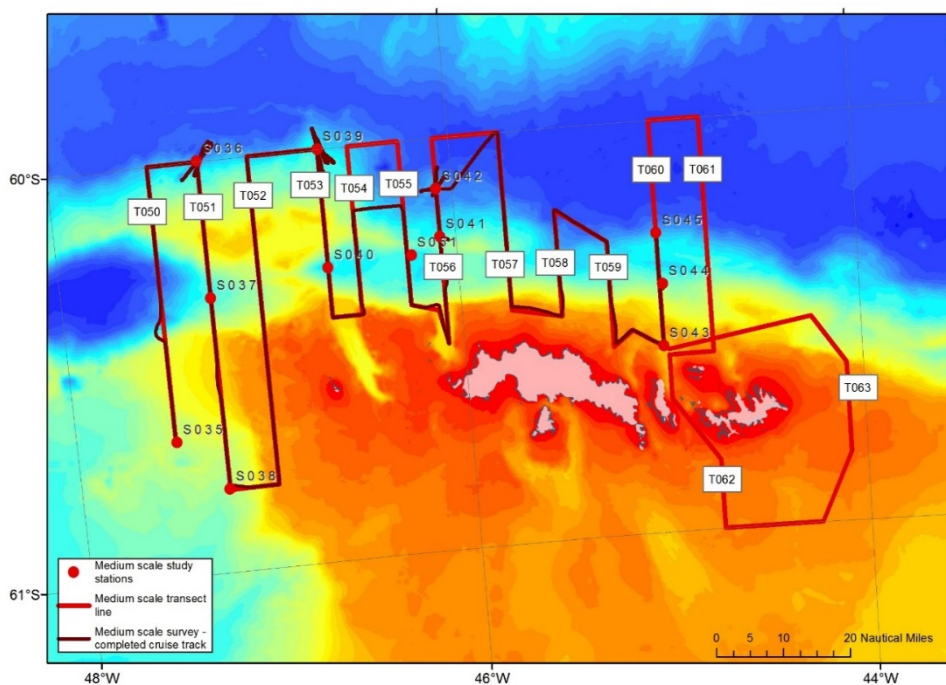 60°S
61°S
48°W
46°W
44°W
S036
S039
S042
S041
S051
S040
S037
S035
S038
S045
S044
S043
T050
T051
T052
T053
T054
T055
T056
T057
T058
T059
T060
T061
T062
T063
Medium scale study
stations
Medium scale transect
line
Medium scale survey -
completed cruise track
0 5 10 20 Nautical Miles